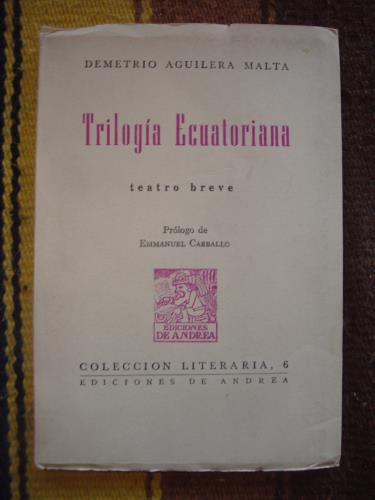 DEMETRIO AGUILERA MALTA
Trilogía Ecuatoriana
teatro breve
Prólogo de
EMMANUEL CARBALLO
EDICIONES
DE ANDREA
COLECCION LITERARIA, 6
EDICIONES DE ANDREA